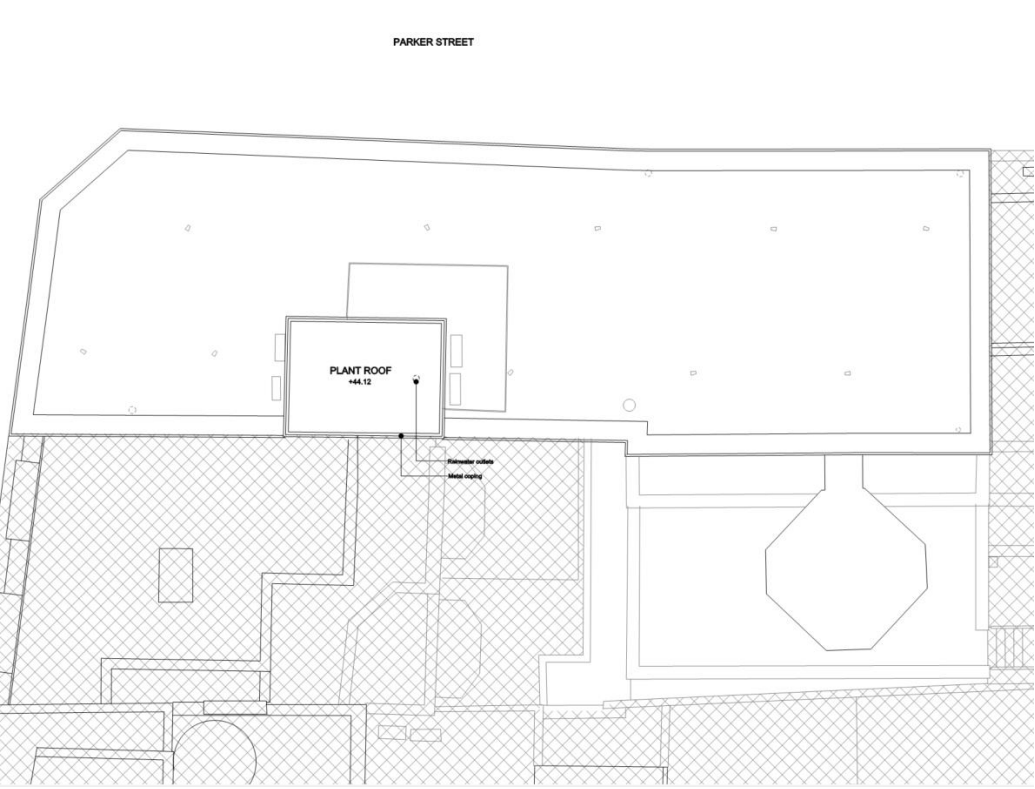 PARKER STREET
PLANT ROOF
+44.12
Rainwater outlets
Metal coping